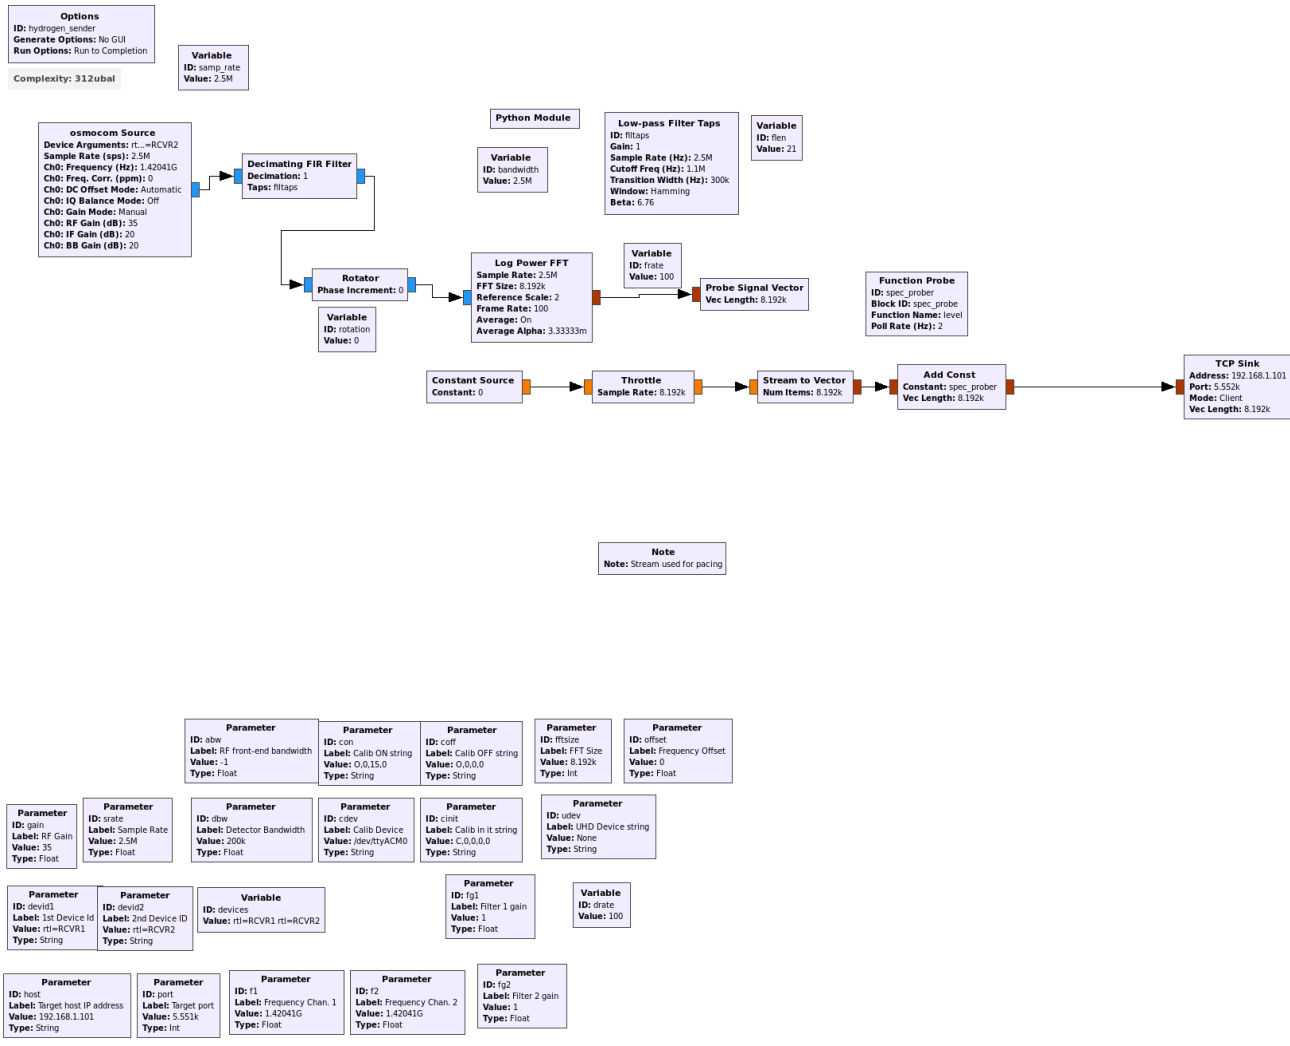 Options
ID: hydrogen_sender
Generate Options: No GUI
Run Options: Run to Completion
Complexity: 312ubal
Variable
ID: samp_rate
Value: 2.5M
osmocom Source
Device Arguments: rt...=RCVR2
Sample Rate (sps): 2.5M
Ch0: Frequency (Hz): 1.42041G
Ch0: Freq. Corr. (ppm): 0
Ch0: DC Offset Mode: Automatic
Ch0: IQ Balance Mode: Off
Ch0: Gain Mode: Manual
Ch0: RF Gain (dB): 35
Ch0: IF Gain (dB): 20
Ch0: BB Gain (dB): 20
Decimating FIR Filter
Decimation: 1
Taps: filtaps
Python Module
Variable
ID: bandwidth
Value: 2.5M
Low-pass Filter Taps
ID: filtaps
Gain: 1
Sample Rate (Hz): 2.5M
Cutoff Freq (Hz): 1.1M
Transition Width (Hz): 300k
Window: Hamming
Beta: 6.76
Variable
ID: flen
Value: 21
Rotator
Phase Increment: 0
Variable
ID: rotation
Value: 0
Log Power FFT
Sample Rate: 2.5M
FFT Size: 8.192k
Reference Scale: 2
Frame Rate: 100
Average: On
Average Alpha: 3.33333m
Variable
ID: frate
Value: 100
Probe Signal Vector
Vec Length: 8.192k
Function Probe
ID: spec_prober
Block ID: spec_probe
Function Name: level
Poll Rate (Hz): 2
Constant Source
Constant: 0
Throttle
Sample Rate: 8.192k
Stream to Vector
Num Items: 8.192k
Add Const
Constant: spec_prober
Vec Length: 8.192k
TCP Sink
Address: 192.168.1.101
Port: 5.552k
Mode: Client
Vec Length: 8.192k
Note
Note: Stream used for pacing
Parameter
ID: abw
Label: RF front-end bandwidth
Value: -1
Type: Float
Parameter
ID: con
Label: Calib ON string
Value: O,0,15,0
Type: String
Parameter
ID: coff
Label: Calib OFF string
Value: O,0,0,0
Type: String
Parameter
ID: fftsize
Label: FFT Size
Value: 8.192k
Type: Int
Parameter
ID: offset
Label: Frequency Offset
Value: 0
Type: Float
Parameter
ID: gain
Label: RF Gain
Value: 35
Type: Float
Parameter
ID: srate
Label: Sample Rate
Value: 2.5M
Type: Float
Parameter
ID: dbw
Label: Detector Bandwidth
Value: 200k
Type: Float
Parameter
ID: cdev
Label: Calib Device
Value: /dev/ttyACM0
Type: String
Parameter
ID: cinit
Label: Calib in it string
Value: C,0,0,0,0
Type: String
Parameter
ID: udev
Label: UHD Device string
Value: None
Type: String
Parameter
ID: devid1
Label: 1st Device Id
Value: rtl=RCVR1
Type: String
Parameter
ID: devid2
Label: 2nd Device ID
Value: rtl=RCVR2
Type: String
Variable
ID: devices
Value: rtl=RCVR1 rtl=RCVR2
Parameter
ID: fg1
Label: Filter 1 gain
Value: 1
Type: Float
Variable
ID: drate
Value: 100
Parameter
ID: host
Label: Target host IP address
Value: 192.168.1.101
Type: String
Parameter
ID: port
Label: Target port
Value: 5.551k
Type: Int
Parameter
ID: f1
Label: Frequency Chan. 1
Value: 1.42041G
Type: Float
Parameter
ID: f2
Label: Frequency Chan. 2
Value: 1.42041G
Type: Float
Parameter
ID: fg2
Label: Filter 2 gain
Value: 1
Type: Float